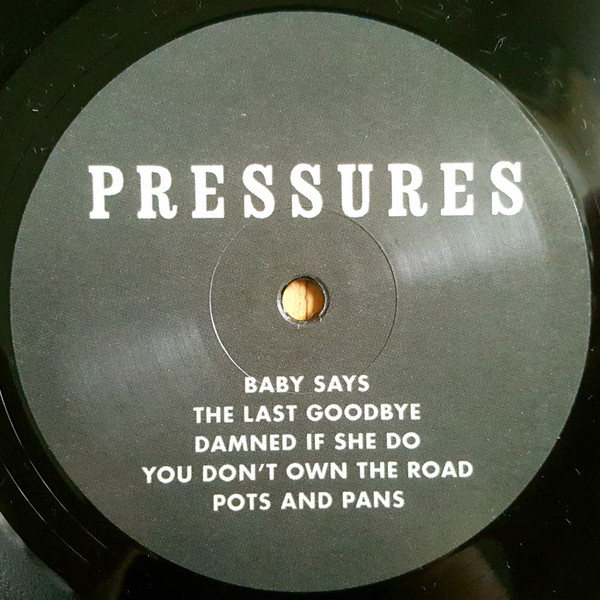 PRESSURES
BABY SAYS
THE LAST GOODBYE
DAMNED IF SHE DO
YOU DON'T OWN THE ROAD
POTS AND PANS